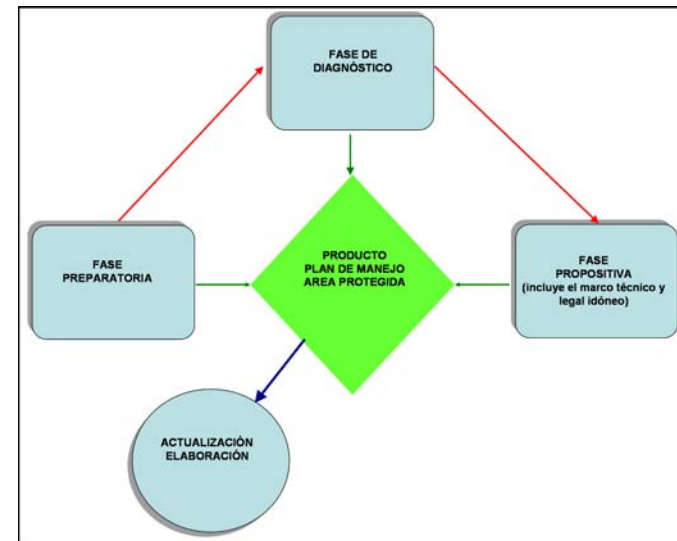 FASE DE
DIAGNÓSTICO
FASE
PREPARATORIA
PRODUCTO
PLAN DE MANEJO
AREA PROTEGIDA
FASE
PROPOSITIVA
(incluye el marco técnico y
legal idóneo)
ACTUALIZACIÓN
ELABORACIÓN